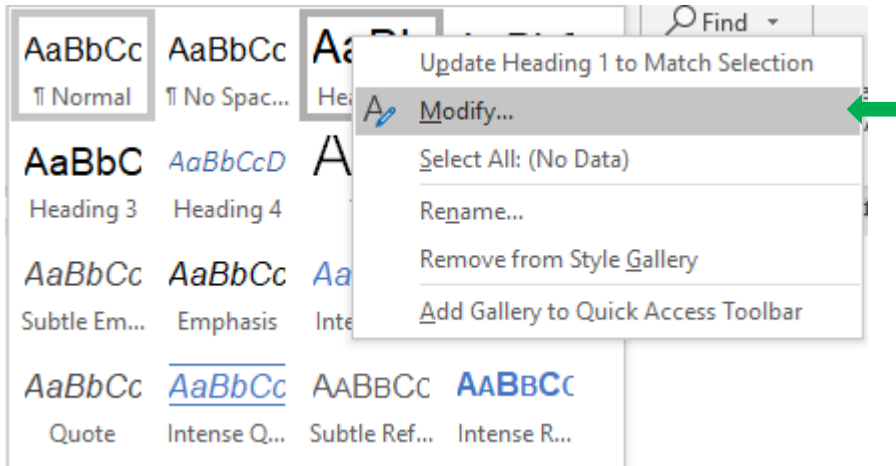 AaBbCc AaBbCc
Find
¶ Normal ¶ No Spac...
Update Heading 1 to Match Selection
Modify...
AaBbC AaBbCcD
Select All: (No Data)
Heading 3 Heading 4
Rename...
Remove from Style Gallery
AaBbCc AaBbCc Aa
Subtle Em... Emphasis Inte
Add Gallery to Quick Access Toolbar
AaBbCc AaBbCc AABBCC AABBCC
Quote Intense Q... Subtle Ref... Intense R...